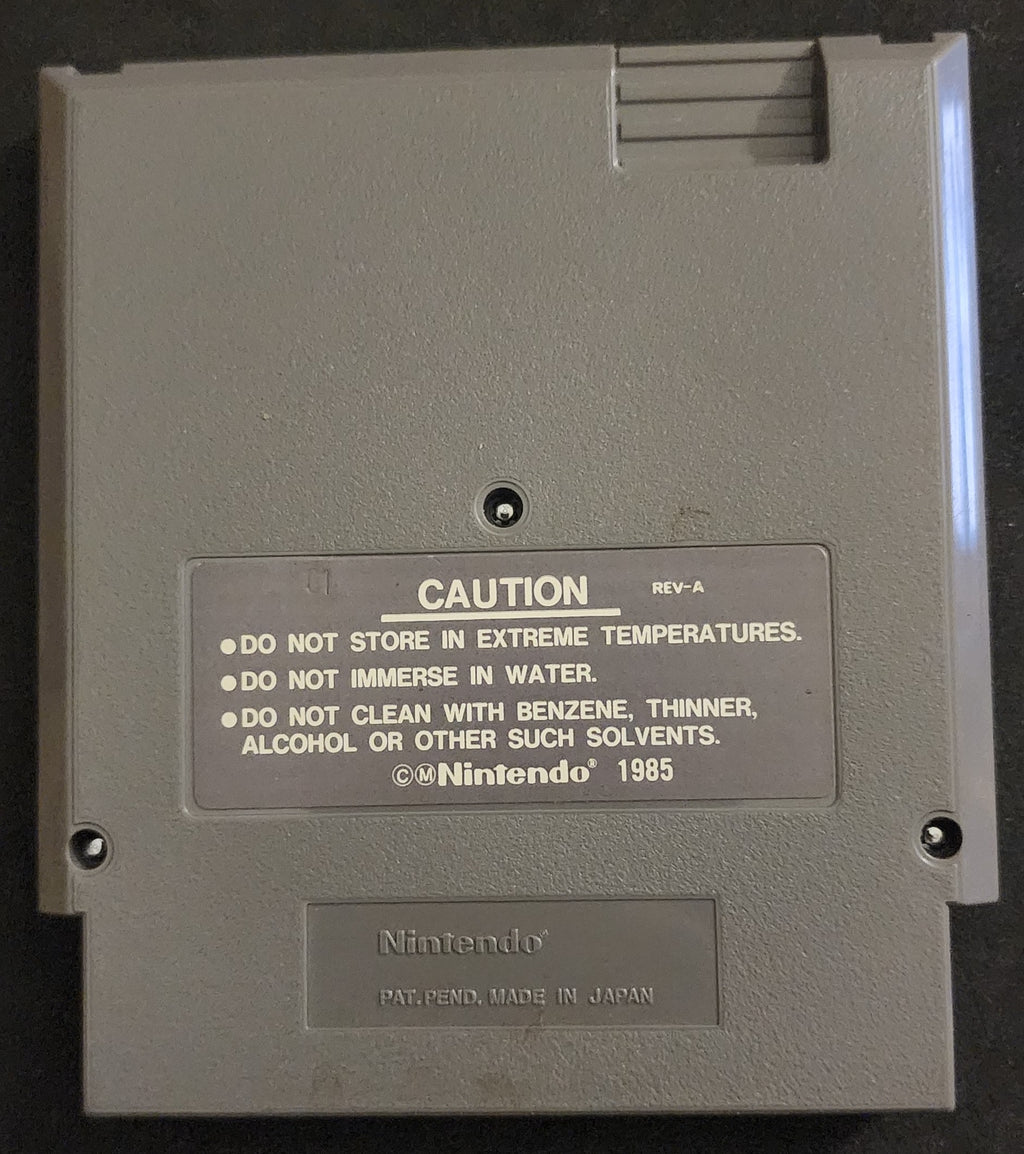 CAUTION REV-A
●DO NOT STORE IN EXTREME TEMPERATURES.
●DO NOT IMMERSE IN WATER.
●DO NOT CLEAN WITH BENZENE, THINNER,
ALCOHOL OR OTHER SUCH SOLVENTS.
©Ⓜ Nintendo® 1985
Nintendo®
PAT.PEND. MADE IN JAPAN